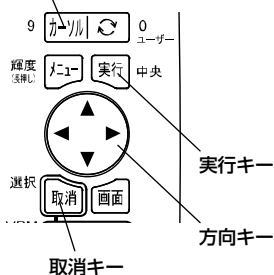 9 カーソル 0
ユーザー
輝度 メニュー 実行 中央
(長押し)
実行キー
選択 取消 画面
方向キー
取消キー